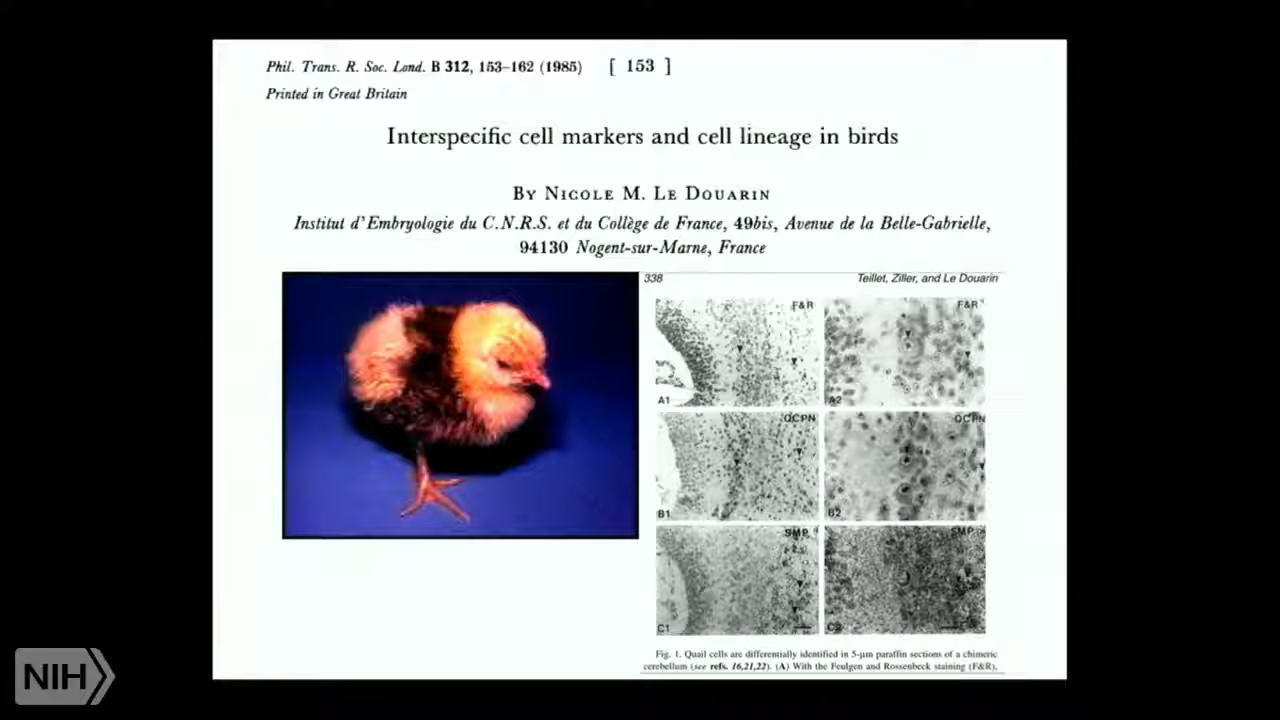 Phil. Trans. R. Soc. Lond. B 312, 153–162 (1985) [ 153 ]
Printed in Great Britain
Interspecific cell markers and cell lineage in birds
By Nicole M. Le Douarin
Institut d'Embryologie du C.N.R.S. et du Collège de France, 49bis, Avenue de la Belle-Gabrielle,
94130 Nogent-sur-Marne, France
338 Teillet, Ziller, and Le Douarin
F&R F&R
A1 A2
QCPN QCPN
B1 B2
SMP SMP
C1 C2
Fig. 1. Quail cells are differentially identified in 5-μm paraffin sections of a chimeric
cerebellum (see refs. 16,21,22). (A) With the Feulgen and Rossenbeck staining (F&R),
NIH